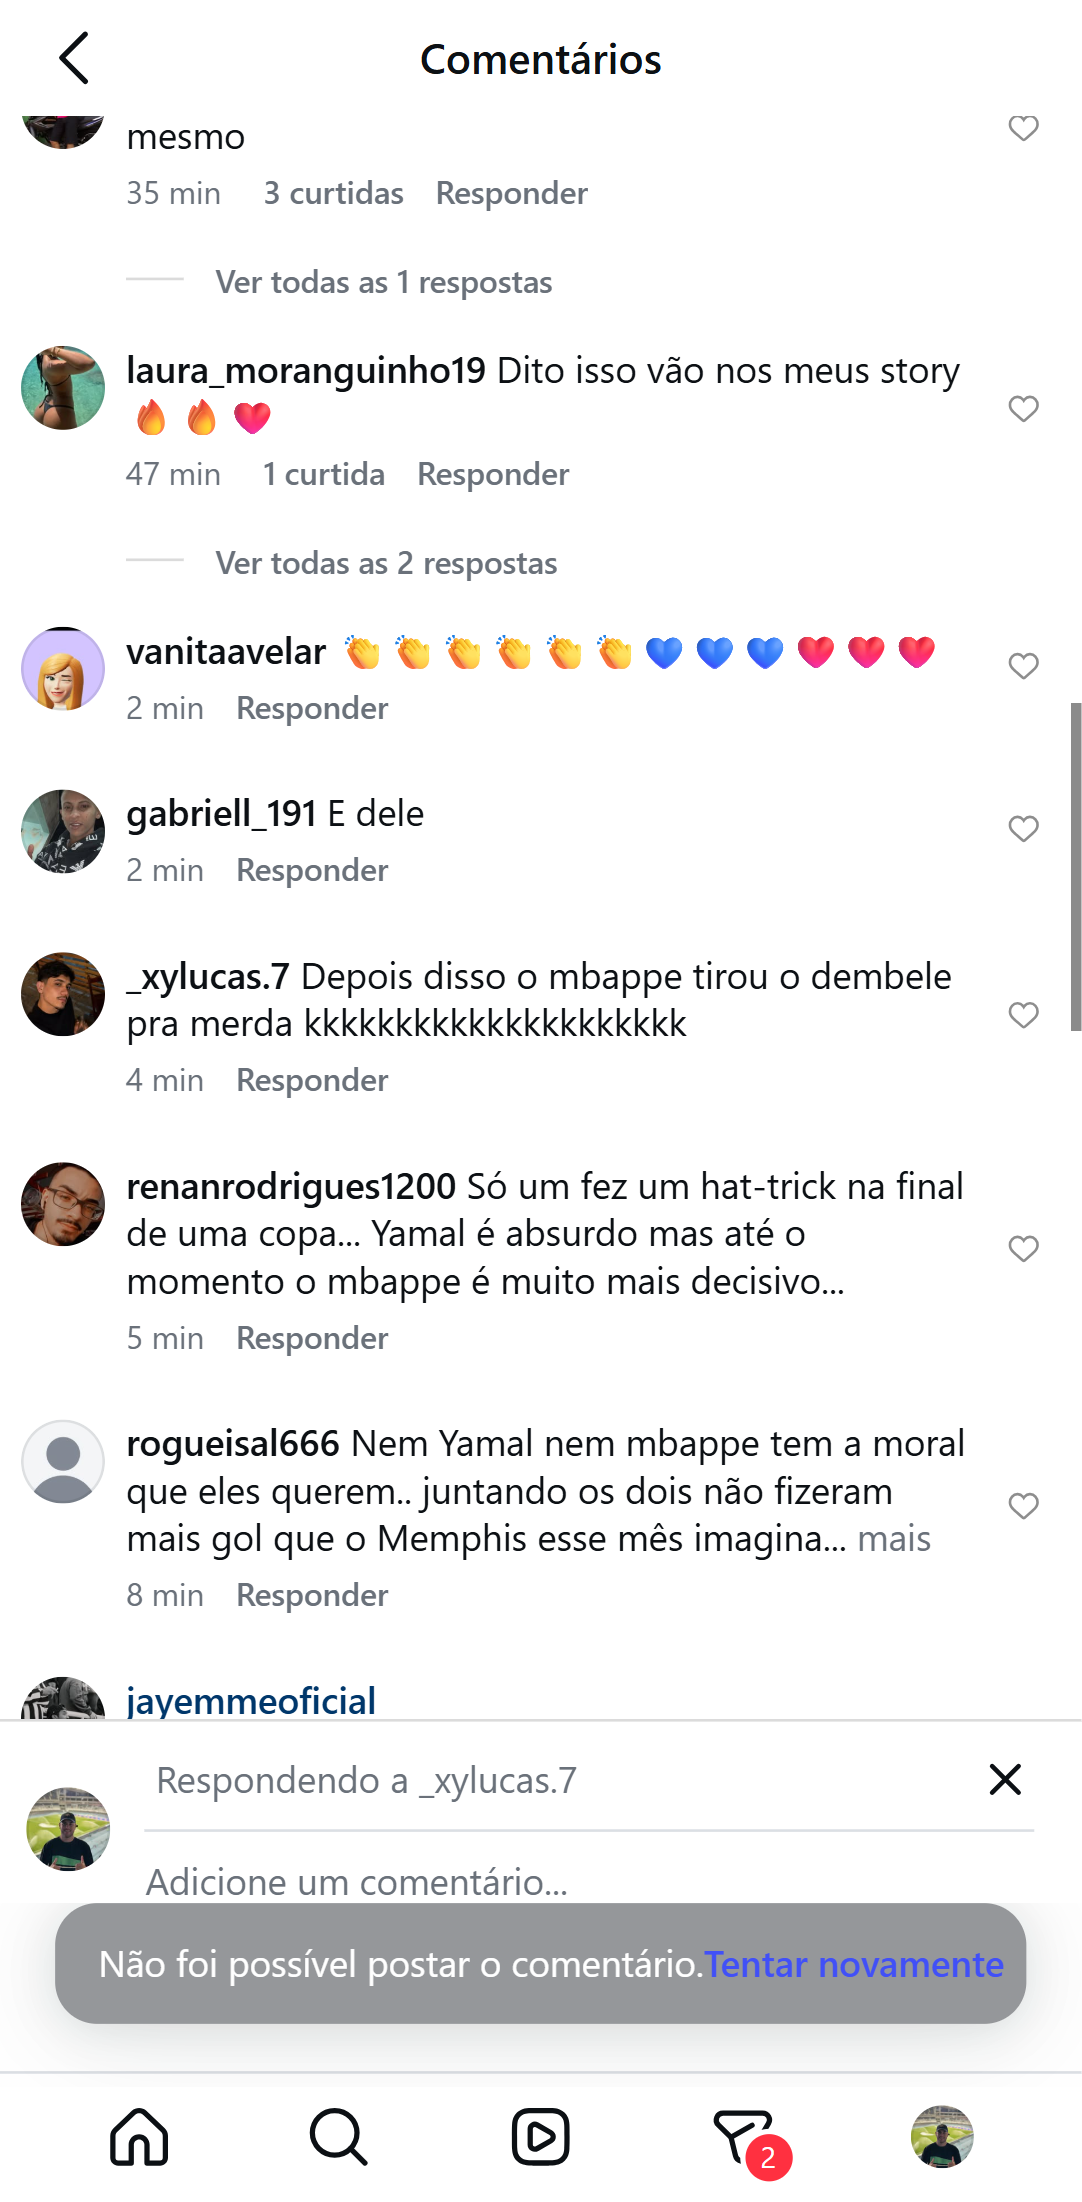 Comentários
mesmo
35 min 3 curtidas Responder
Ver todas as 1 respostas
laura_moranguinho19 Dito isso vão nos meus story
🔥🔥❤️
47 min 1 curtida Responder
Ver todas as 2 respostas
vanitaavelar 👏👏👏👏👏👏💙💙💙❤️❤️❤️
2 min Responder
gabriell_191 E dele
2 min Responder
_xylucas.7 Depois disso o mbappe tirou o dembele
pra merda kkkkkkkkkkkkkkkkkkkkk
4 min Responder
renanrodrigues1200 Só um fez um hat-trick na final
de uma copa... Yamal é absurdo mas até o
momento o mbappe é muito mais decisivo...
5 min Responder
rogueisal666 Nem Yamal nem mbappe tem a moral
que eles querem.. juntando os dois não fizeram
mais gol que o Memphis esse mês imagina... mais
8 min Responder
jayemmeoficial
Respondendo a _xylucas.7
Adicione um comentário...
Não foi possível postar o comentário.Tentar novamente
2